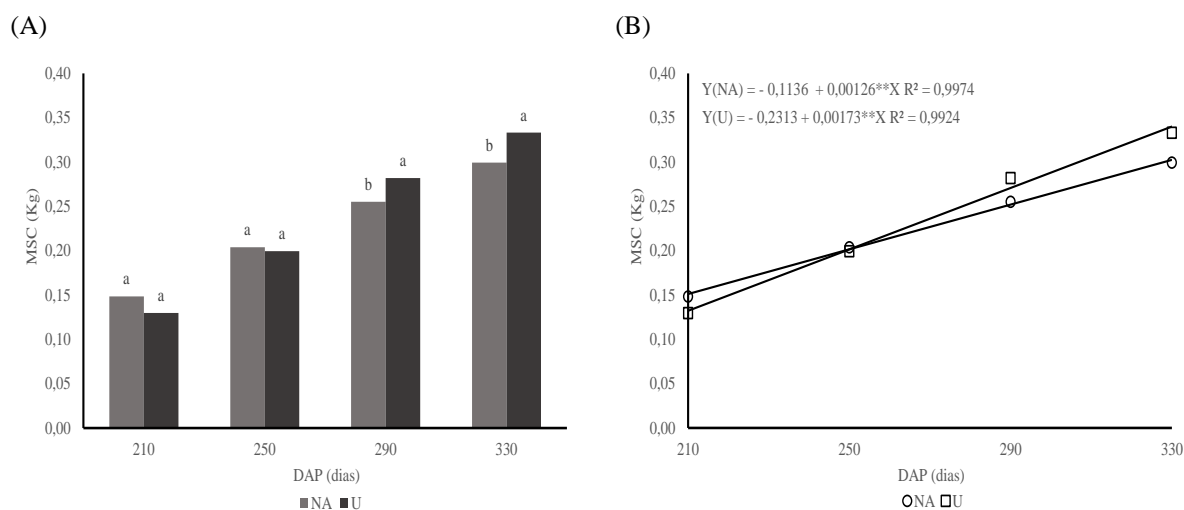 (A)
MSC (Kg)
0,40
0,35
0,30
0,25
0,20
0,15
0,10
0,05
0,00
a
a
a
a
b
a
b
a
210 250 290 330
DAP (dias)
NA U
(B)
MSC (Kg)
0,40
0,35
0,30
0,25
0,20
0,15
0,10
0,05
0,00
Y(NA) = - 0,1136 + 0,00126**X R² = 0,9974
Y(U) = - 0,2313 + 0,00173**X R² = 0,9924
210 250 290 330
DAP (dias)
NA U